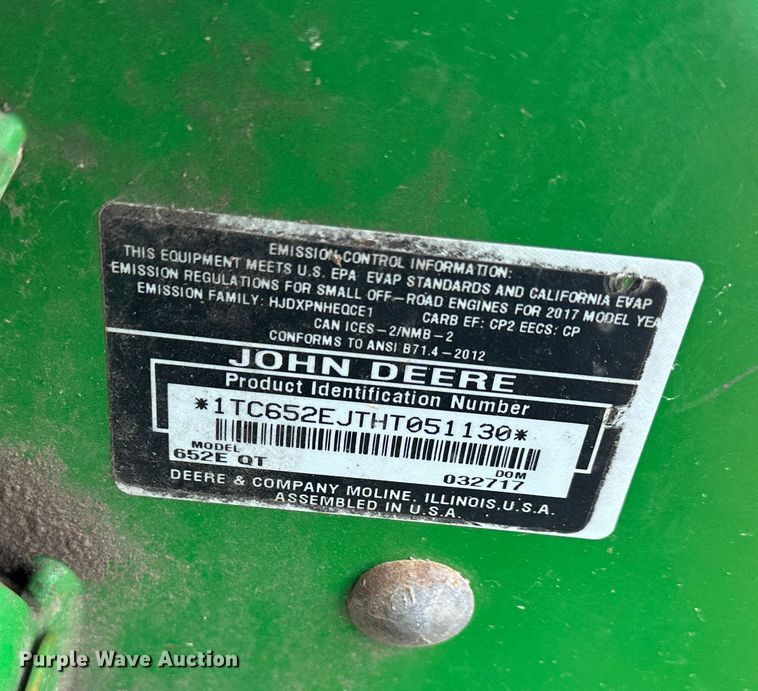 EMISSION CONTROL INFORMATION:
THIS EQUIPMENT MEETS U.S. EPA EVAP STANDARDS AND CALIFORNIA EVAP
EMISSION REGULATIONS FOR SMALL OFF-ROAD ENGINES FOR 2017 MODEL YEA
EMISSION FAMILY: HJDXPNHEQCE1 CARB EF: CP2 EECS: CP
CAN ICES-2/NMB-2
CONFORMS TO ANSI B71.4-2012
JOHN DEERE
Product Identification Number
*1TC652EJTHT051130*
MODEL DOM
652E QT 032717
DEERE & COMPANY MOLINE, ILLINOIS,U.S.A.
ASSEMBLED IN U.S.A.
Purple Wave Auction